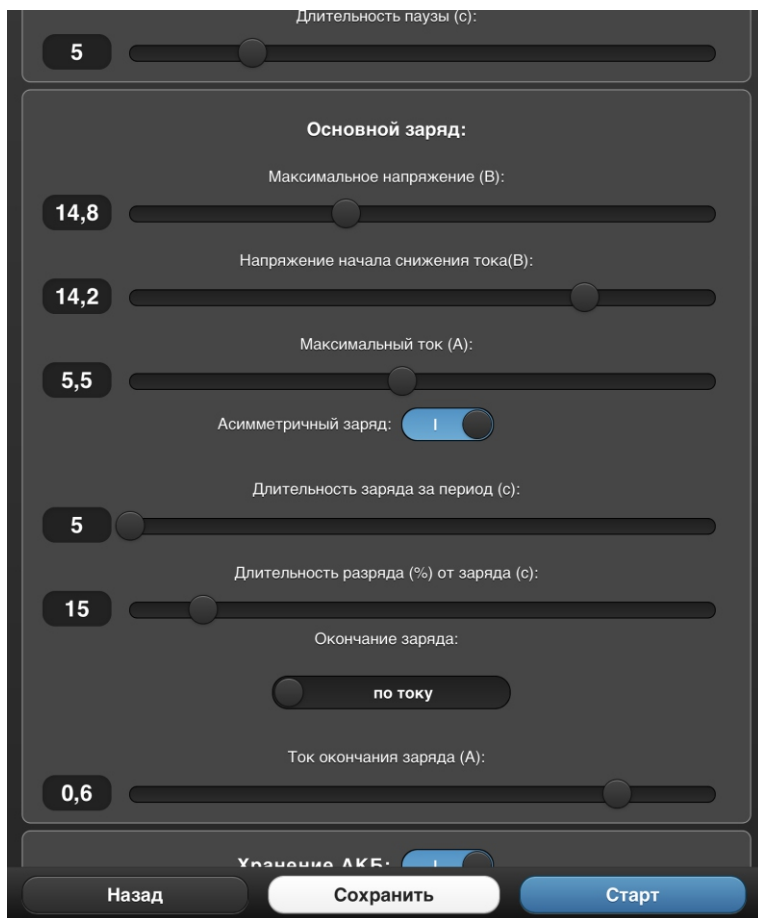 Длительность паузы (с):
5
Основной заряд:
Максимальное напряжение (В):
14,8
Напряжение начала снижения тока(В):
14,2
Максимальный ток (А):
5,5
Асимметричный заряд: I
Длительность заряда за период (с):
5
Длительность разряда (%) от заряда (с):
15
Окончание заряда:
по току
Ток окончания заряда (А):
0,6
Хранение АКБ: I
Назад Сохранить Старт